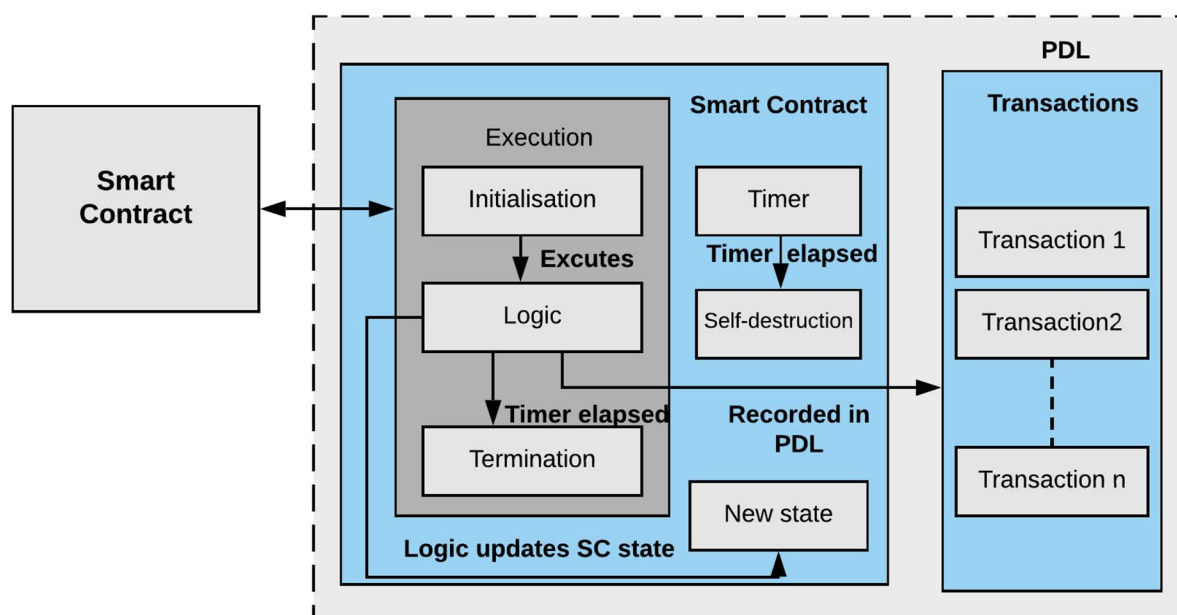 PDL
Smart
Contract
Smart Contract
Execution
Initialisation
Excutes
Logic
Timer elapsed
Termination
Timer
Timer elapsed
Self-destruction
Recorded in
PDL
New state
Logic updates SC state
Transactions
Transaction 1
Transaction2
Transaction n